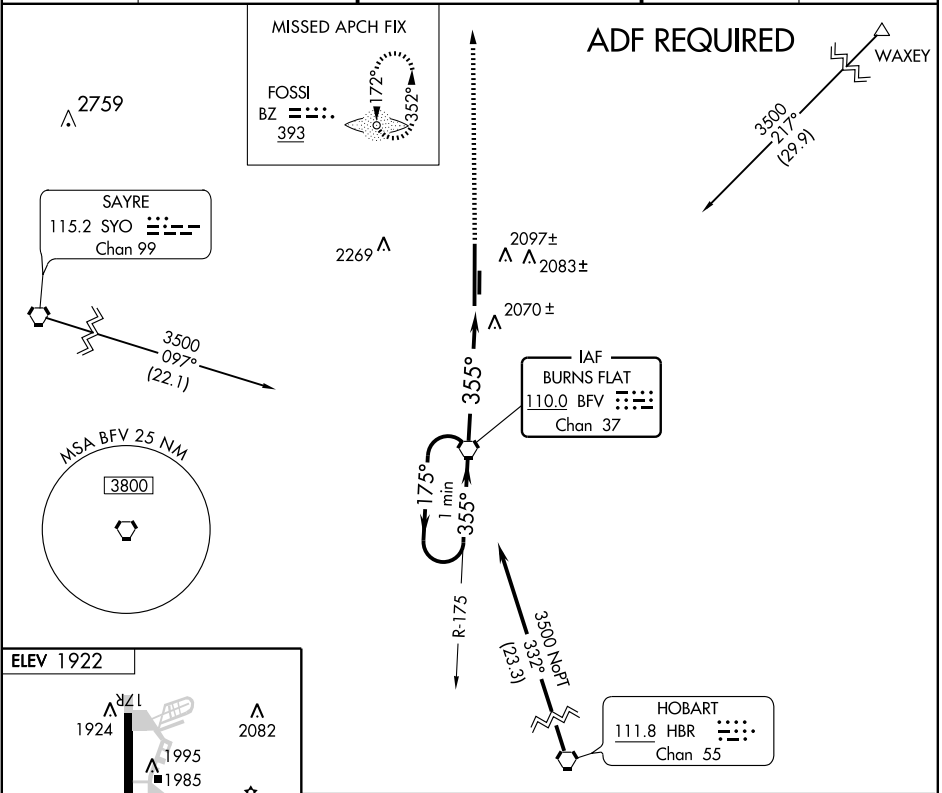 MISSED APCH FIX
FOSSI
BZ
393
172°
352°
ADF REQUIRED
WAXEY
3500
217°
(29.9)
2759
SAYRE
115.2 SYO
Chan 99
2269
2097±
2083±
2070±
3500
097°
(22.1)
355°
IAF
BURNS FLAT
110.0 BFV
Chan 37
MSA BFV 25 NM
3800
175°
1 min
355°
R-175
3500 NoPT
332°
(23.3)
HOBART
111.8 HBR
Chan 55
ELEV 1922
17R
1924
2082
1995
1985